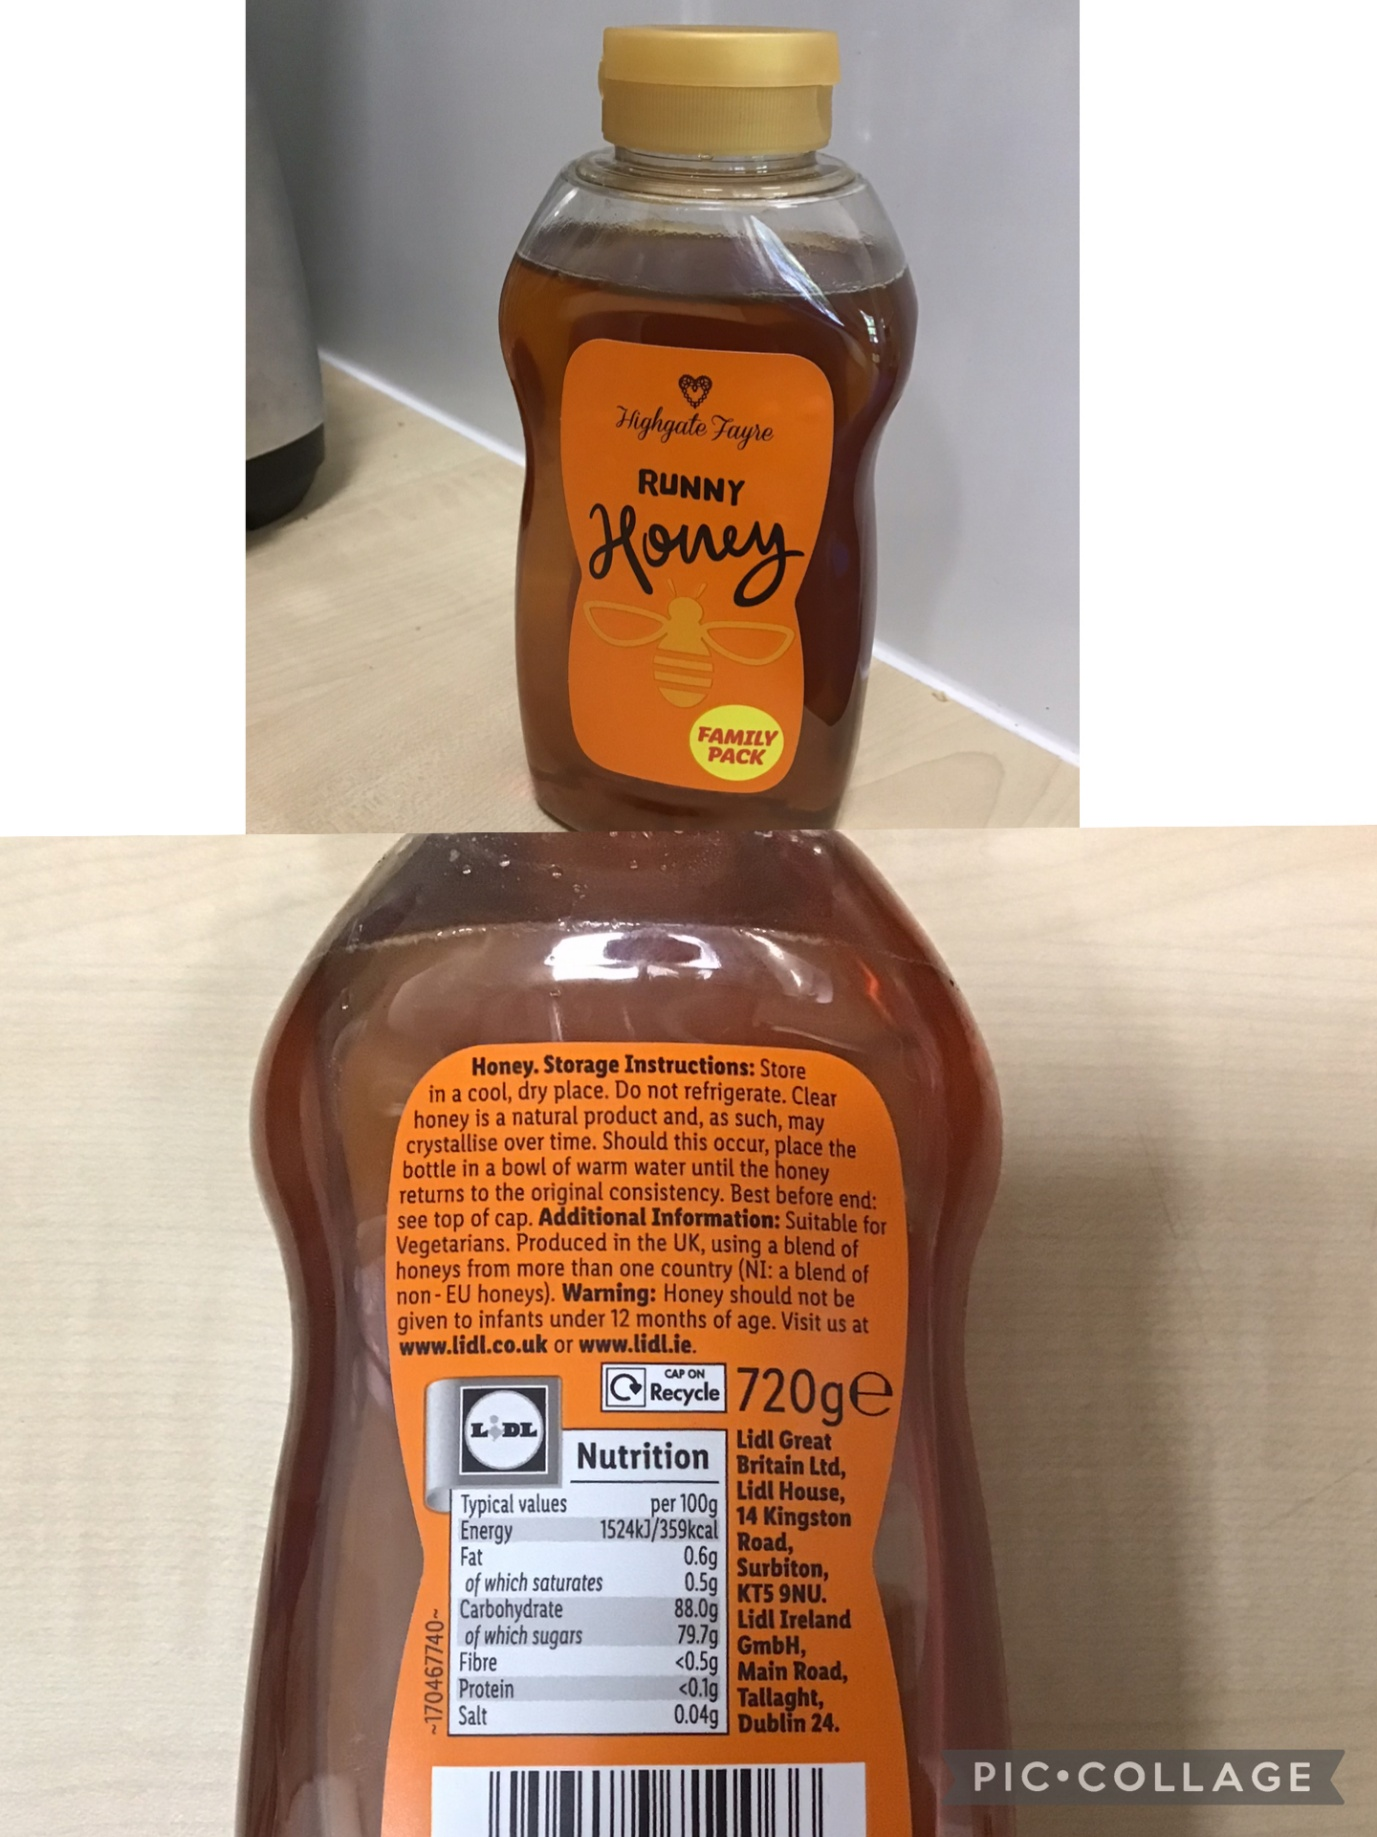 Highgate Fayre
RUNNY
Honey
FAMILY
PACK
Honey. Storage Instructions: Store
in a cool, dry place. Do not refrigerate. Clear
honey is a natural product and, as such, may
crystallise over time. Should this occur, place the
bottle in a bowl of warm water until the honey
returns to the original consistency. Best before end:
see top of cap. Additional Information: Suitable for
Vegetarians. Produced in the UK, using a blend of
honeys from more than one country (NI: a blend of
non-EU honeys). Warning: Honey should not be
given to infants under 12 months of age. Visit us at
www.lidl.co.uk or www.lidl.ie.
CAP ON
Recycle
720g e
LIDL
Nutrition
Typical values per 100g
Energy 1524kJ/359kcal
Fat 0.6g
of which saturates 0.5g
Carbohydrate 88.0g
of which sugars 79.7g
Fibre <0.5g
Protein <0.1g
Salt 0.04g
~170467740~
Lidl Great
Britain Ltd,
Lidl House,
14 Kingston
Road,
Surbiton,
KT5 9NU.
Lidl Ireland
GmbH,
Main Road,
Tallaght,
Dublin 24.
PIC•COLLAGE